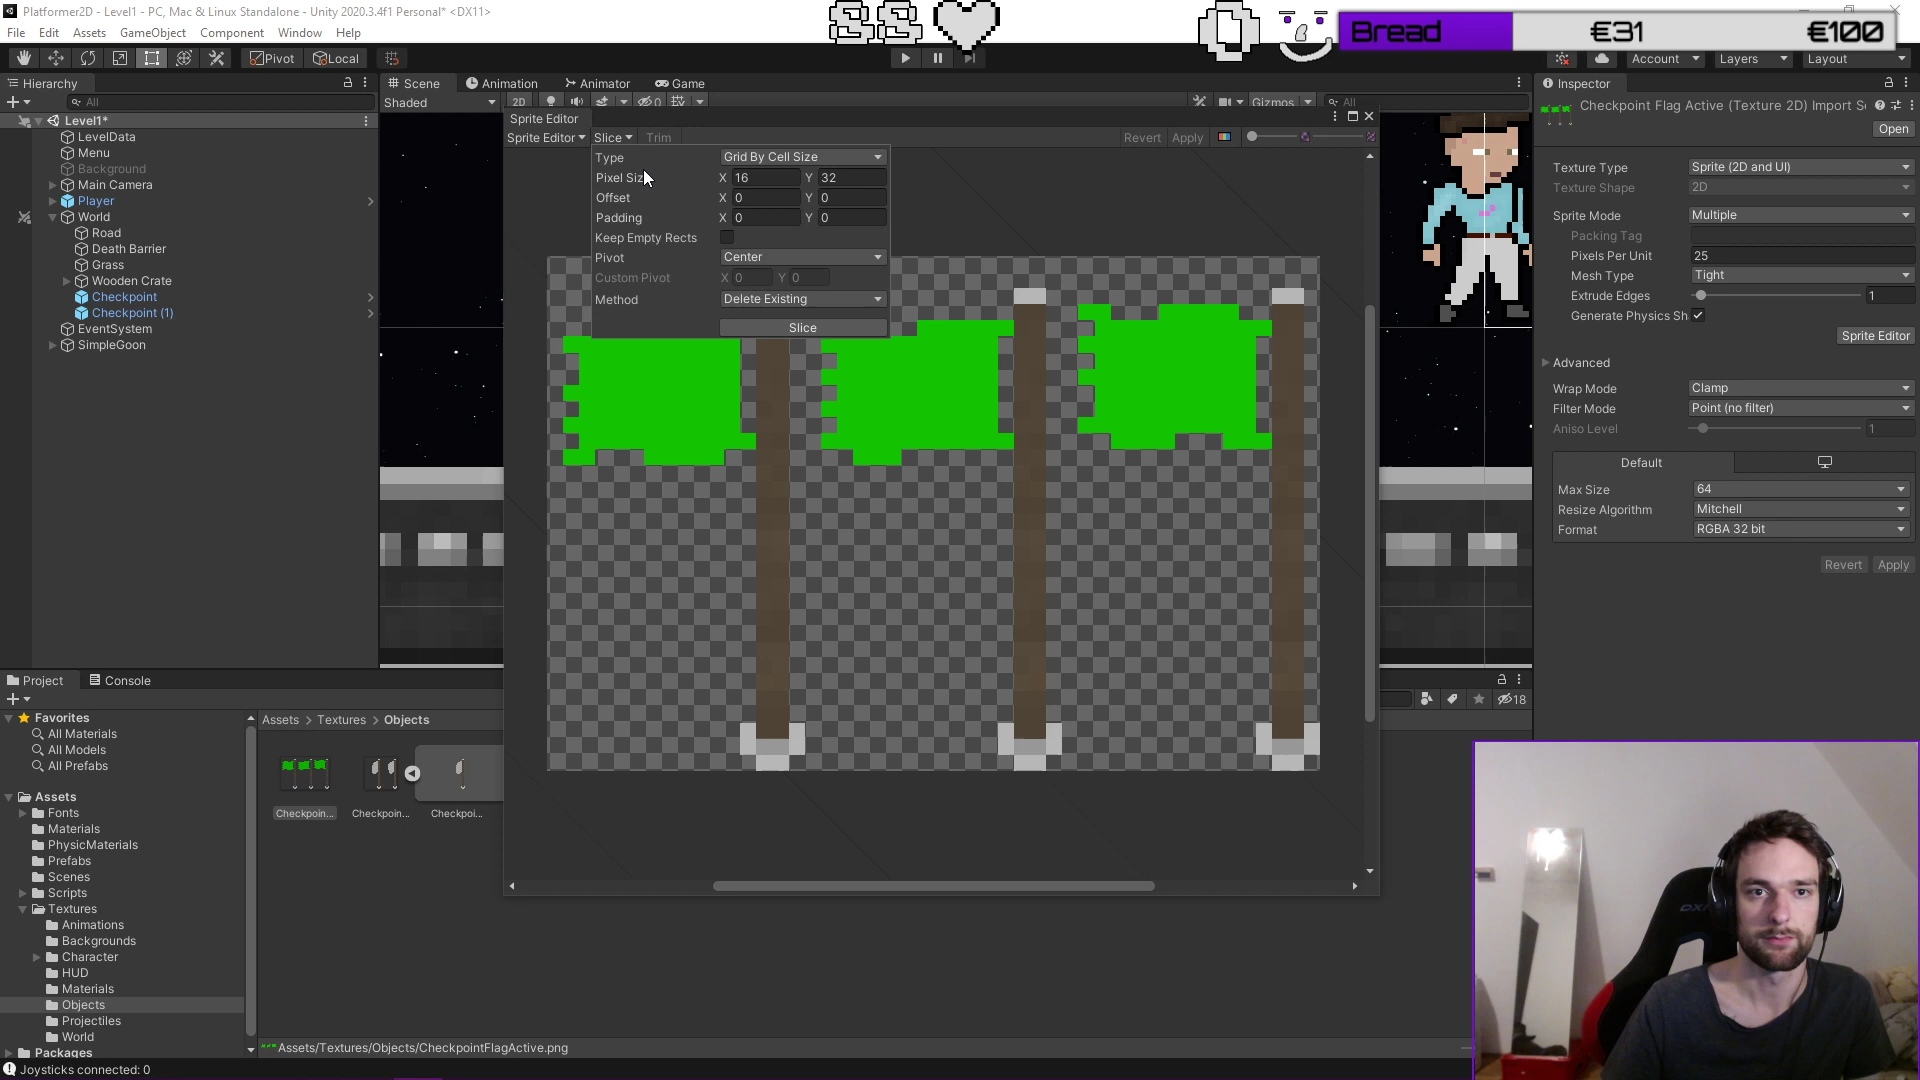 Platformer2D - Level1 - PC, Mac & Linux Standalone - Unity 2020.3.4f1 Personal* <DX11>
File Edit Assets GameObject Component Window Help
Bread €31 €100
Pivot Local
Account Layers Layout
Hierarchy
All
Level1*
LevelData
Menu
Background
Main Camera
Player
World
Road
Death Barrier
Grass
Wooden Crate
Checkpoint
Checkpoint (1)
EventSystem
SimpleGoon
Scene Animation Animator Game
Shaded 2D 0 Gizmos All
Sprite Editor
Sprite Editor Slice Trim Revert Apply
Type Grid By Cell Size
Pixel Siz X 16 Y 32
Offset X 0 Y 0
Padding X 0 Y 0
Keep Empty Rects
Pivot Center
Custom Pivot X 0 Y 0
Method Delete Existing
Slice
Inspector
Checkpoint Flag Active (Texture 2D) Import S
Open
Texture Type Sprite (2D and UI)
Texture Shape 2D
Sprite Mode Multiple
Packing Tag
Pixels Per Unit 25
Mesh Type Tight
Extrude Edges 1
Generate Physics Sh
Sprite Editor
Advanced
Wrap Mode Clamp
Filter Mode Point (no filter)
Aniso Level 1
Default
Max Size 64
Resize Algorithm Mitchell
Format RGBA 32 bit
Revert Apply
Project Console
18
Favorites
All Materials
All Models
All Prefabs
Assets
Fonts
Materials
PhysicMaterials
Prefabs
Scenes
Scripts
Textures
Animations
Backgrounds
Character
HUD
Materials
Objects
Projectiles
World
Packages
Assets > Textures > Objects
Checkpoin... Checkpoin... Checkpoi...
Assets/Textures/Objects/CheckpointFlagActive.png
Joysticks connected: 0